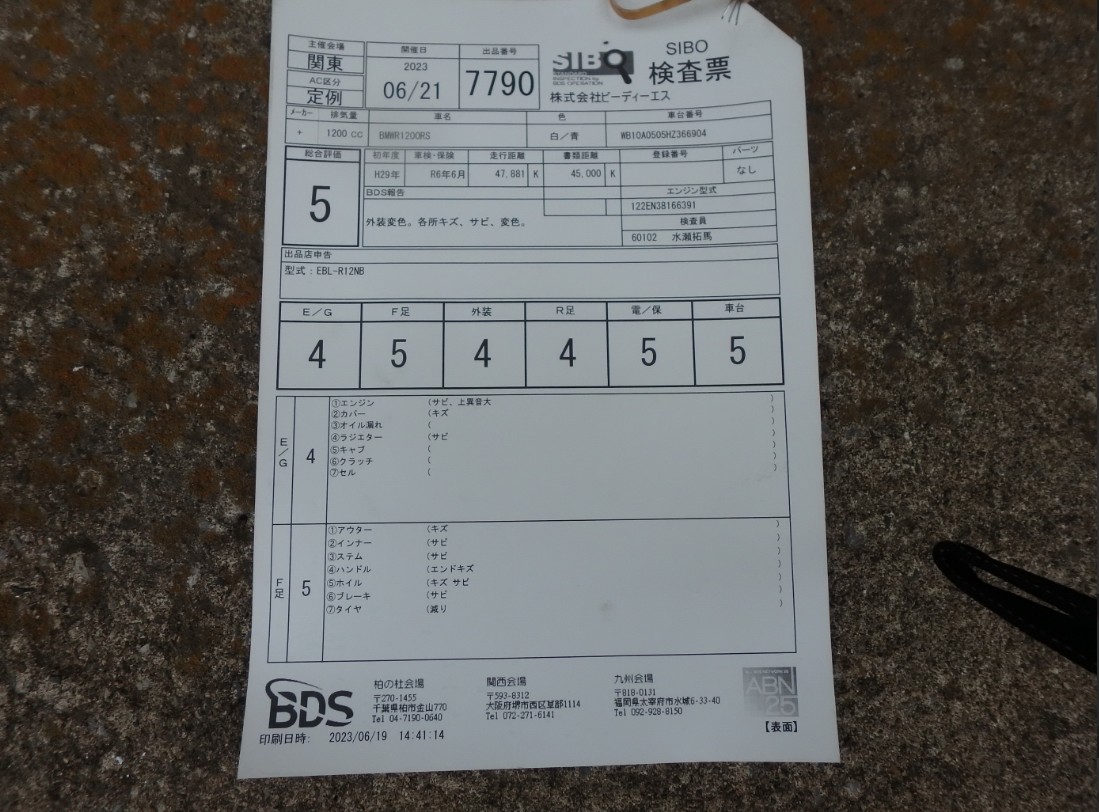 主催会場
関東
AC区分
定例
開催日
2023
06/21
出品番号
7790
SIBO
STANDARD
INSPECTION by
BDS OPERATION
SIBO
検査票
株式会社ビーディーエス
メーカー 排気量 車名 色 車台番号
+ 1200 CC BMWR1200RS 白/青 WB10A0505HZ366904
総合評価
5
初年度 車検・保険 走行距離 書類距離 登録番号 パーツ
H29年 R6年6月 47,881 K 45,000 K なし
BDS報告
外装変色。各所キズ、サビ、変色。
エンジン型式
122EN38166391
検査員
60102 水瀬拓馬
出品店申告
型式:EBL-R12NB
E/G F足 外装 R足 電/保 車台
4 5 4 4 5 5
E/G
4
①エンジン (サビ、上異音大 )
②カバー (キズ )
③オイル漏れ ( )
④ラジエター (サビ )
⑤キャブ ( )
⑥クラッチ ( )
⑦セル ( )
F足
5
①アウター (キズ )
②インナー (サビ )
③ステム (サビ )
④ハンドル (エンドキズ )
⑤ホイル (キズ サビ )
⑥ブレーキ (サビ )
⑦タイヤ (減り )
BDS
柏の杜会場
〒270-1455
千葉県柏市金山770
Tel 04-7190-0640
関西会場
〒593-8312
大阪府堺市西区草部1114
Tel 072-271-6141
九州会場
〒818-0131
福岡県太宰府市水城6-33-40
Tel 092-928-8150
ABN
25
【表面】
印刷日時: 2023/06/19 14:41:14